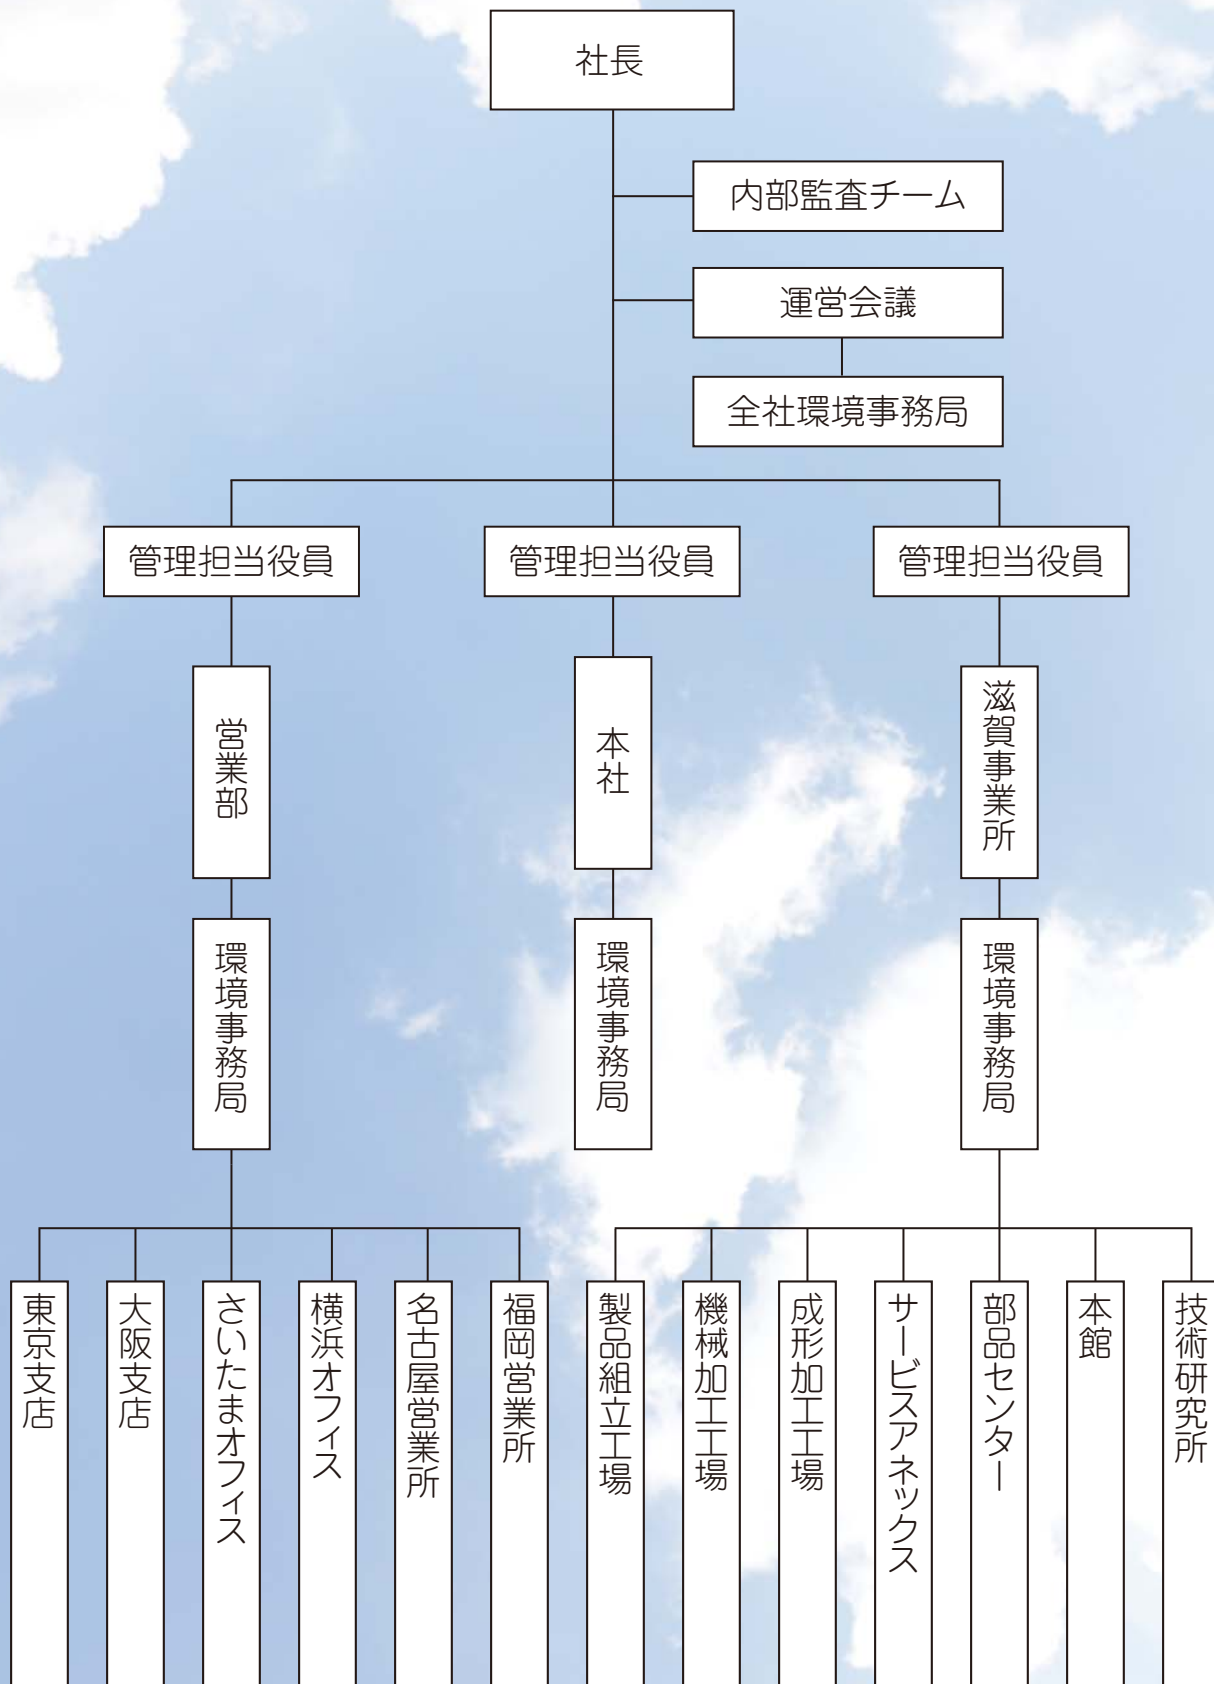 社長
内部監査チーム
運営会議
全社環境事務局
管理担当役員
管理担当役員
管理担当役員
営業部
本社
滋賀事業所
環境事務局
環境事務局
環境事務局
東京支店
大阪支店
さいたまオフィス
横浜オフィス
名古屋営業所
福岡営業所
製品組立工場
機械加工工場
成形加工工場
サービスアネックス
部品センター
本館
技術研究所